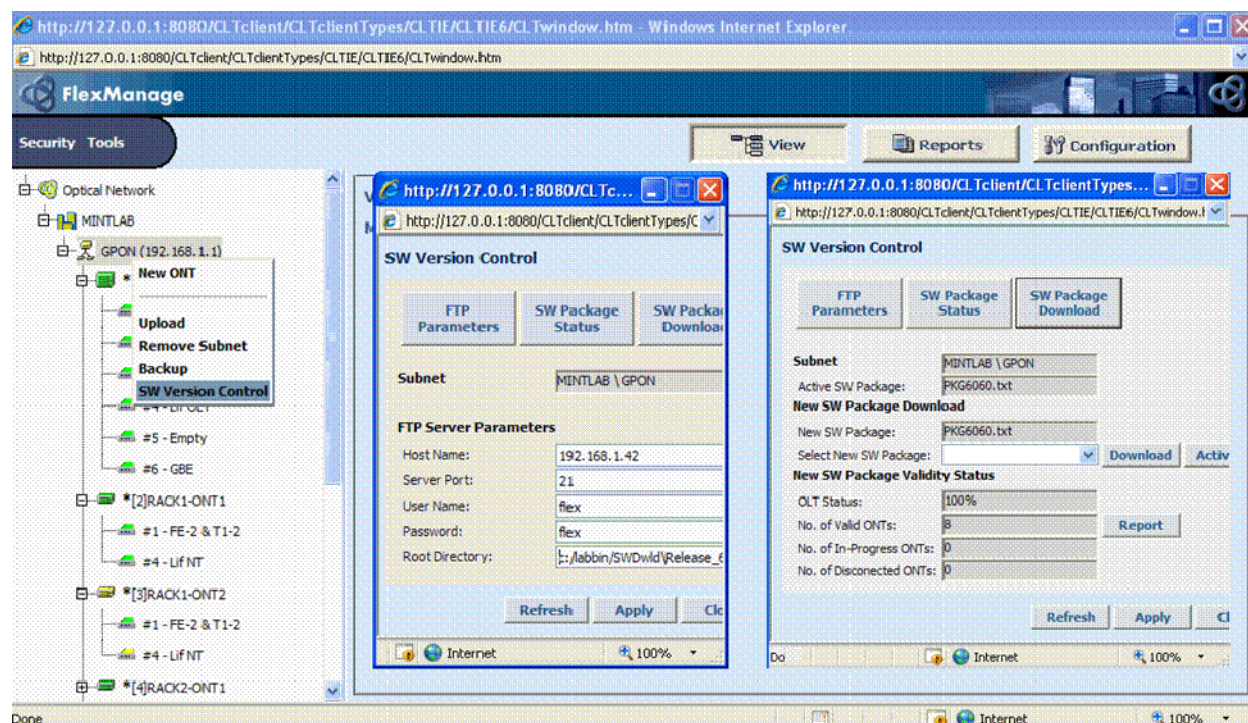 http://127.0.0.1:8080/CLTclient/CLTclientTypes/CLTIE/CLTIE6/CLTwindow.htm - Windows Internet Explorer
http://127.0.0.1:8080/CLTclient/CLTclientTypes/CLTIE/CLTIE6/CLTwindow.htm
FlexManage
Security Tools
View
Reports
Configuration
Optical Network
MINTLAB
GPON (192.168.1.1)
*
New ONT
Upload
Remove Subnet
Backup
SW Version Control
#5 - Empty
#6 - GBE
*[2]RACK1-ONT1
#1 - FE-2 & T1-2
#4 - Lif NT
*[3]RACK1-ONT2
#1 - FE-2 & T1-2
#4 - Lif NT
*[4]RACK2-ONT1
http://127.0.0.1:8080/CLTc...
http://127.0.0.1:8080/CLTclient/CLTclientTypes/C
SW Version Control
FTP Parameters
SW Package Status
SW Packa Downloa
Subnet
MINTLAB \ GPON
FTP Server Parameters
Host Name:
192.168.1.42
Server Port:
21
User Name:
flex
Password:
flex
Root Directory:
:/labbin/SWDwld\Release_6
Refresh
Apply
Clo
Internet
100%
http://127.0.0.1:8080/CLTclient/CLTclientTypes...
http://127.0.0.1:8080/CLTclient/CLTclientTypes/CLTIE/CLTIE6/CLTwindow.h
SW Version Control
FTP Parameters
SW Package Status
SW Package Download
Subnet
MINTLAB \ GPON
Active SW Package:
PKG6060.txt
New SW Package Download
New SW Package:
PKG6060.txt
Select New SW Package:
Download
Activ
New SW Package Validity Status
OLT Status:
100%
No. of Valid ONTs:
8
Report
No. of In-Progress ONTs:
0
No. of Disconected ONTs:
0
Refresh
Apply
Cl
Do
Internet
100%
Done
Internet
100%